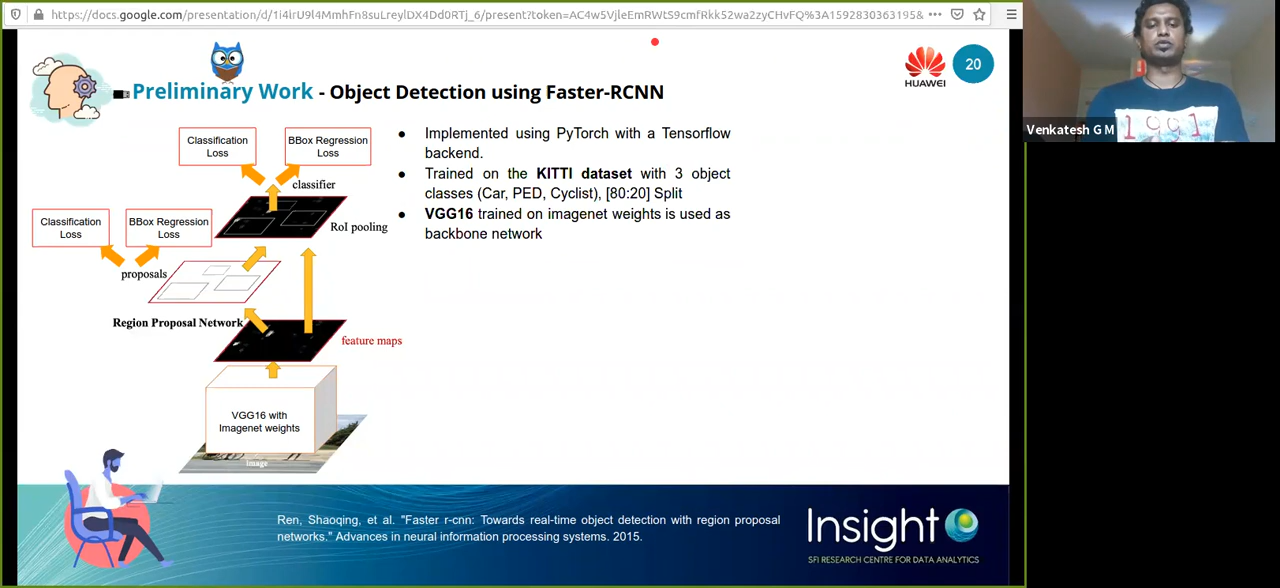 https://docs.google.com/presentation/d/1i4lrU9l4MmhFn8suLreylDX4Dd0RTj_6/present?token=AC4w5VjleEmRWtS9cmfRkk52wa2zyCHvFQ%3A1592830363195&
Preliminary Work - Object Detection using Faster-RCNN
HUAWEI
20
Venkatesh G M
1991
Classification
Loss
BBox Regression
Loss
classifier
RoI pooling
Classification
Loss
BBox Regression
Loss
proposals
Region Proposal Network
feature maps
VGG16 with
Imagenet weights
image
● Implemented using PyTorch with a Tensorflow
backend.
● Trained on the KITTI dataset with 3 object
classes (Car, PED, Cyclist), [80:20] Split
● VGG16 trained on imagenet weights is used as
backbone network
Ren, Shaoqing, et al. "Faster r-cnn: Towards real-time object detection with region proposal
networks." Advances in neural information processing systems. 2015.
Insight
SFI RESEARCH CENTRE FOR DATA ANALYTICS